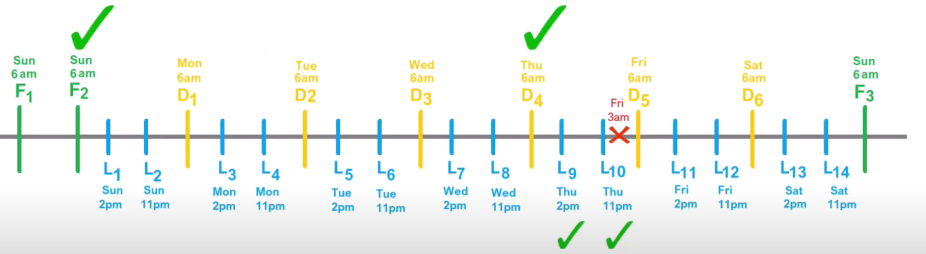 Sun
6am
F1
Sun
6am
F2
Mon
6am
D1
Tue
6am
D2
Wed
6am
D3
Thu
6am
D4
Fri
3am
Fri
6am
D5
Sat
6am
D6
Sun
6am
F3
L1
Sun
2pm
L2
Sun
11pm
L3
Mon
2pm
L4
Mon
11pm
L5
Tue
2pm
L6
Tue
11pm
L7
Wed
2pm
L8
Wed
11pm
L9
Thu
2pm
L10
Thu
11pm
L11
Fri
2pm
L12
Fri
11pm
L13
Sat
2pm
L14
Sat
11pm